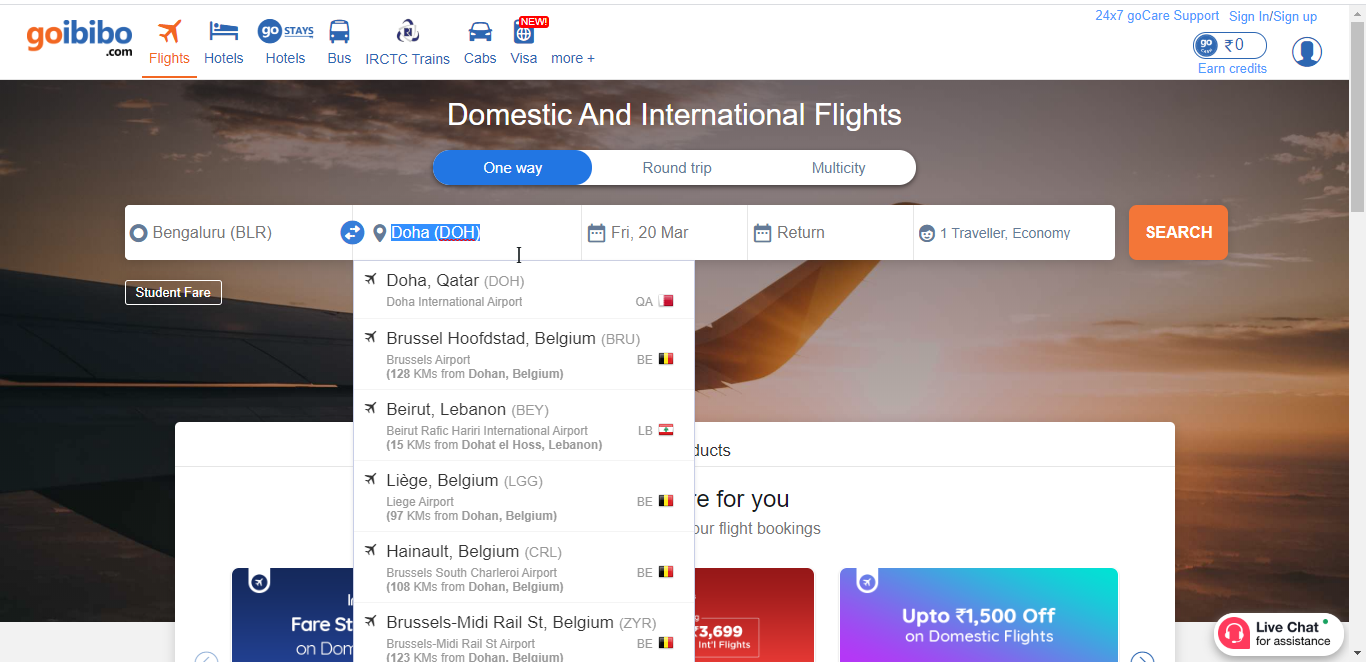 24x7 goCare Support Sign In/Sign up
goibibo
.com
NEW!
go STAYS
Flights Hotels Hotels Bus IRCTC Trains Cabs Visa more +
go ₹0
Earn credits
Domestic And International Flights
One way Round trip Multicity
Bengaluru (BLR) Doha (DOH) Fri, 20 Mar Return 1 Traveller, Economy SEARCH
Student Fare
Doha, Qatar (DOH)
Doha International Airport QA
Brussel Hoofdstad, Belgium (BRU)
Brussels Airport BE
(128 KMs from Dohan, Belgium)
Beirut, Lebanon (BEY)
Beirut Rafic Hariri International Airport LB
(15 KMs from Dohat el Hoss, Lebanon)
Liège, Belgium (LGG)
Liege Airport BE
(97 KMs from Dohan, Belgium)
Hainault, Belgium (CRL)
Brussels South Charleroi Airport BE
(108 KMs from Dohan, Belgium)
Brussels-Midi Rail St, Belgium (ZYR)
Brussels-Midi Rail St Airport BE
(123 KMs from Dohan, Belgium)
ducts
re for you
our flight bookings
Fare St
on Dom
₹3,699
Int'l Flights
Upto ₹1,500 Off
on Domestic Flights
Live Chat
for assistance